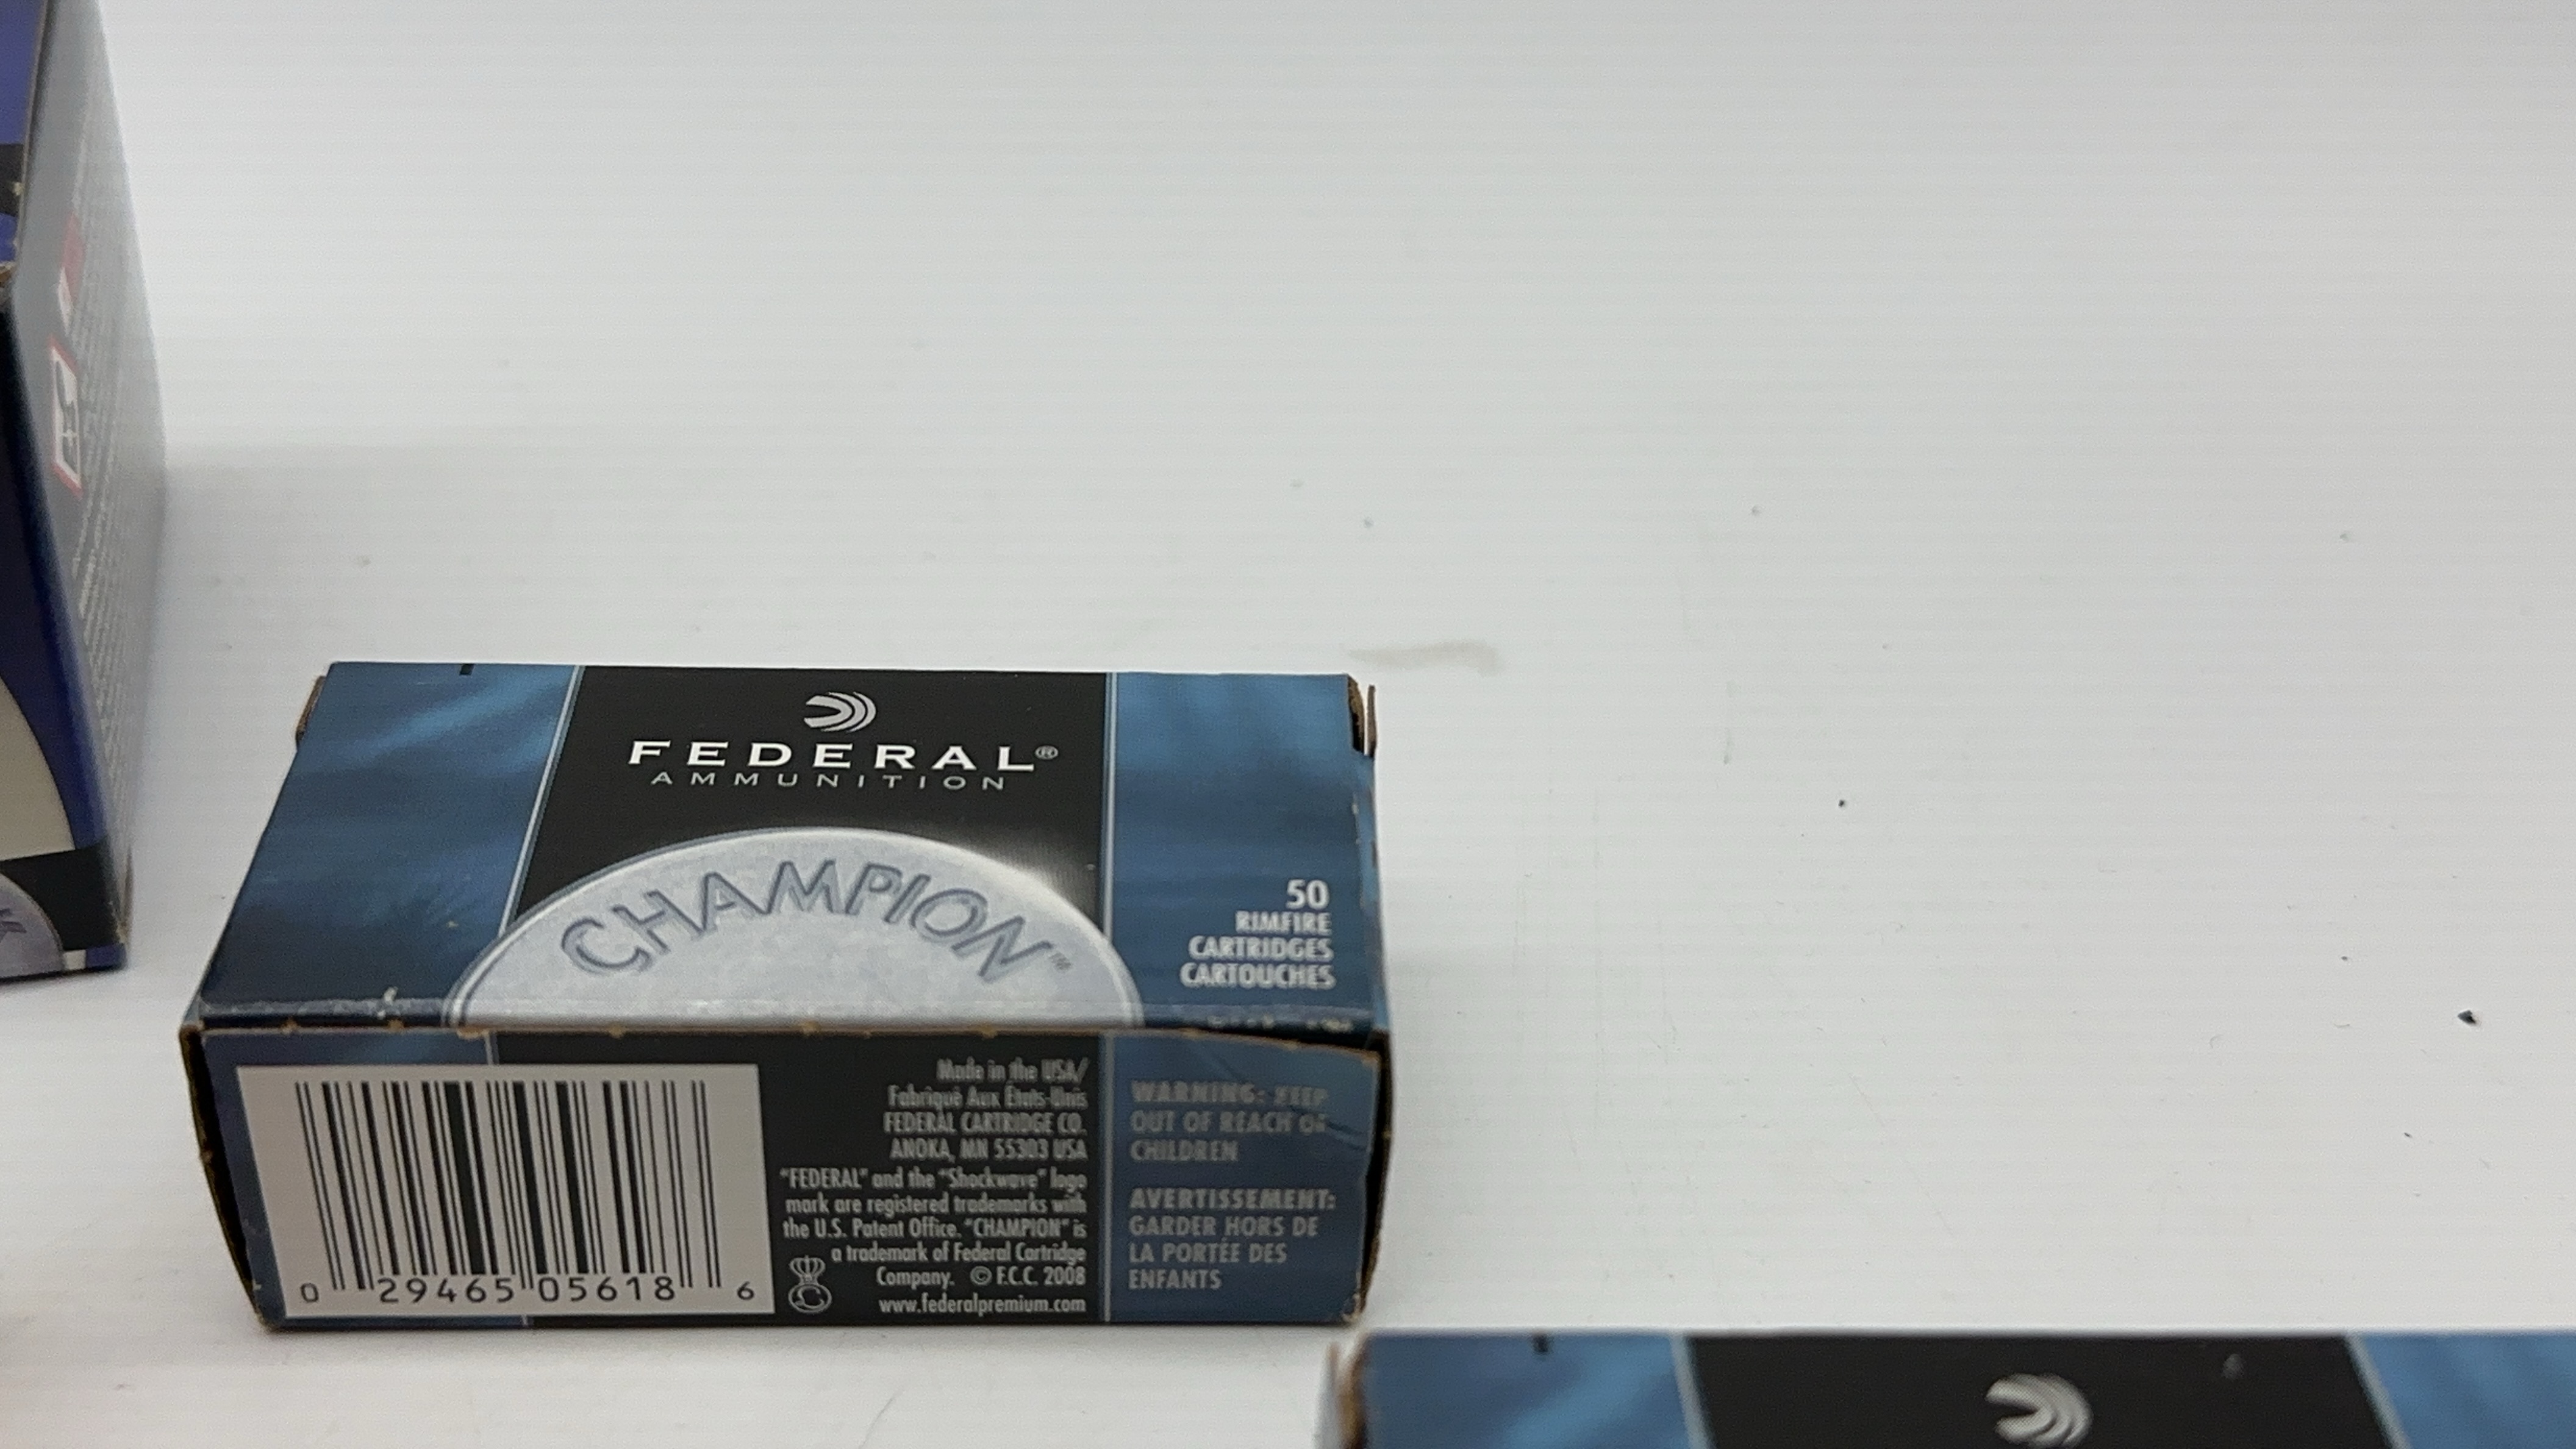 FEDERAL®
AMMUNITION
CHAMPION™
50
RIMFIRE
CARTRIDGES
CARTOUCHES
0 29465 05618 6
Made in the USA/
Fabriqué Aux États-Unis
FEDERAL CARTRIDGE CO.
ANOKA, MN 55303 USA
"FEDERAL" and the "Shockwave" logo
mark are registered trademarks with
the U.S. Patent Office. "CHAMPION" is
a trademark of Federal Cartridge
Company. © F.C.C. 2008
www.federalpremium.com
WARNING: KEEP
OUT OF REACH OF
CHILDREN
AVERTISSEMENT:
GARDER HORS DE
LA PORTÉE DES
ENFANTS